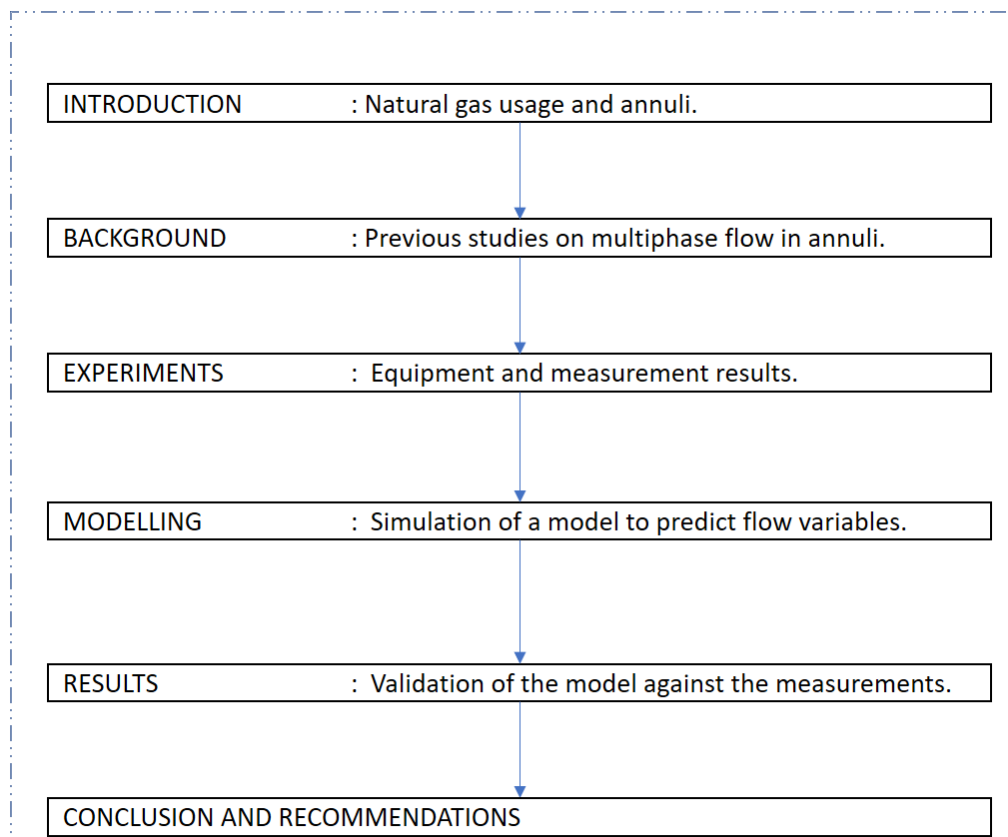 INTRODUCTION : Natural gas usage and annuli.
BACKGROUND : Previous studies on multiphase flow in annuli.
EXPERIMENTS : Equipment and measurement results.
MODELLING : Simulation of a model to predict flow variables.
RESULTS : Validation of the model against the measurements.
CONCLUSION AND RECOMMENDATIONS